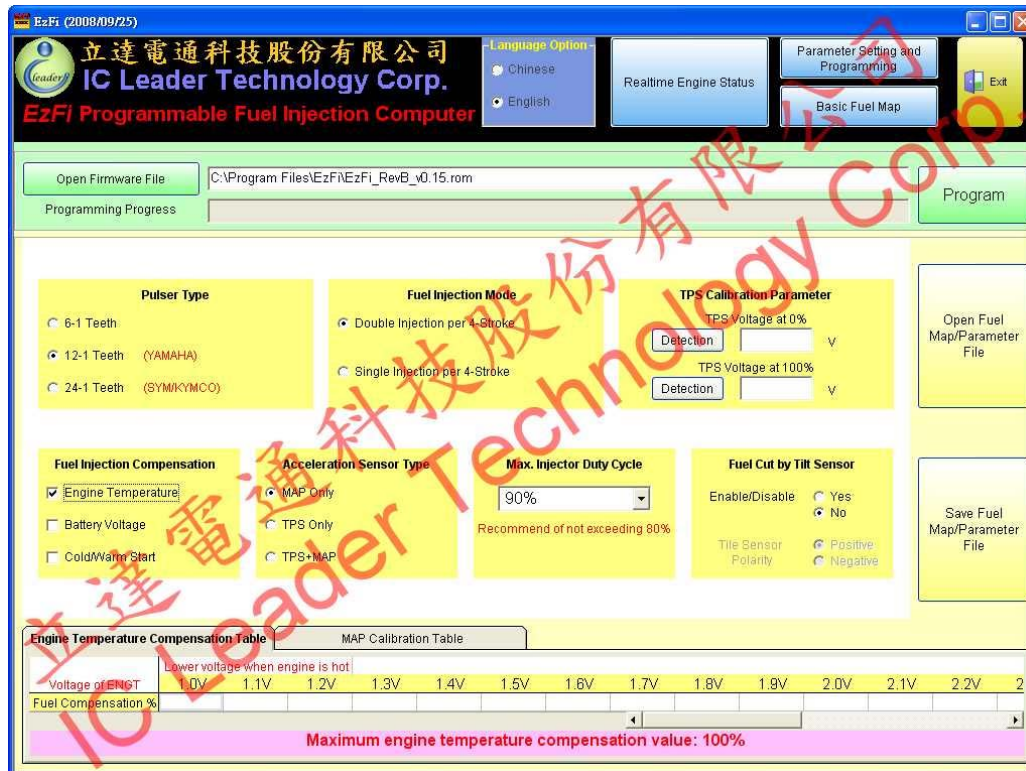 EzFi (2008/09/25)
立達電通科技股份有限公司
IC Leader Technology Corp.
EzFi Programmable Fuel Injection Computer
Leader
Language Option
Chinese
English
Realtime Engine Status
Parameter Setting and
Programming
Basic Fuel Map
Exit
Open Firmware File
C:\Program Files\EzFi\EzFi_RevB_v0.15.rom
Program
Programming Progress
Pulser Type
6-1 Teeth
12-1 Teeth (YAMAHA)
24-1 Teeth (SYM/KYMCO)
Fuel Injection Mode
Double Injection per 4-Stroke
Single Injection per 4-Stroke
TPS Calibration Parameter
TPS Voltage at 0%
Detection V
TPS Voltage at 100%
Detection V
Open Fuel
Map/Parameter
File
Fuel Injection Compensation
Engine Temperature
Battery Voltage
Cold/Warm Start
Acceleration Sensor Type
MAP Only
TPS Only
TPS+MAP
Max. Injector Duty Cycle
90%
Recommend of not exceeding 80%
Fuel Cut by Tilt Sensor
Enable/Disable Yes
No
Tile Sensor
Polarity
Positive
Negative
Save Fuel
Map/Parameter
File
Engine Temperature Compensation Table
MAP Calibration Table
Lower voltage when engine is hot
Voltage of ENGT 1.0V 1.1V 1.2V 1.3V 1.4V 1.5V 1.6V 1.7V 1.8V 1.9V 2.0V 2.1V 2.2V 2
Fuel Compensation %
Maximum engine temperature compensation value: 100%
立達電通科技股份有限公司
IC Leader Technology Corp.